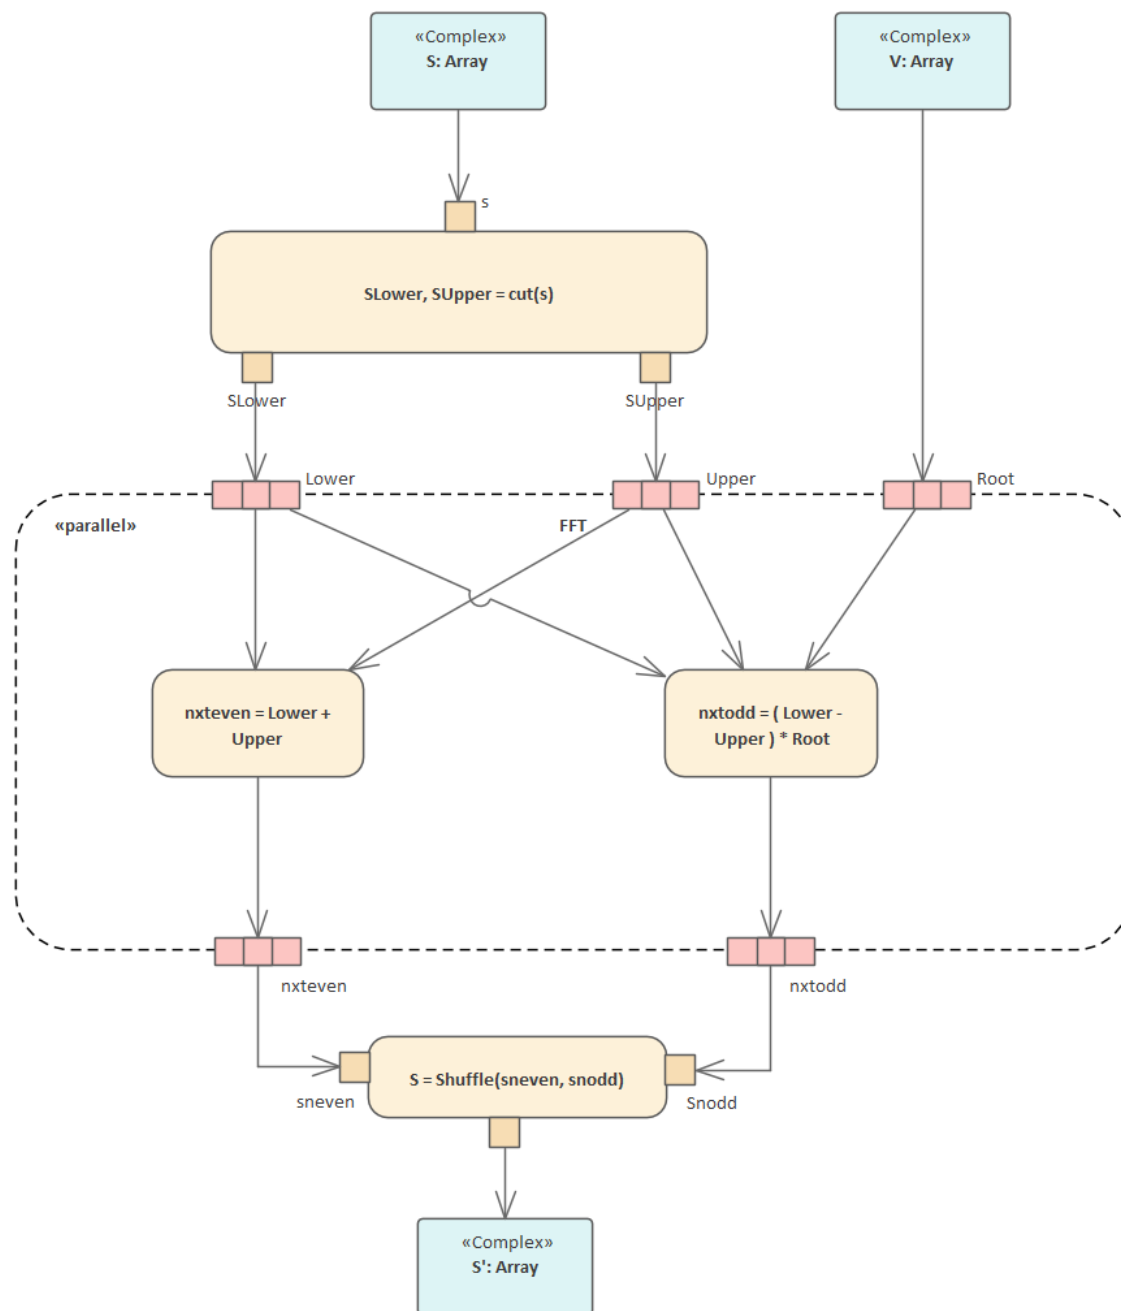 «Complex»
S: Array
«Complex»
V: Array
s
SLower, SUpper = cut(s)
SLower
SUpper
Lower
Upper
Root
«parallel»
FFT
nxteven = Lower +
Upper
nxtodd = ( Lower -
Upper ) * Root
nxteven
nxtodd
S = Shuffle(sneven, snodd)
sneven
Snodd
«Complex»
S': Array